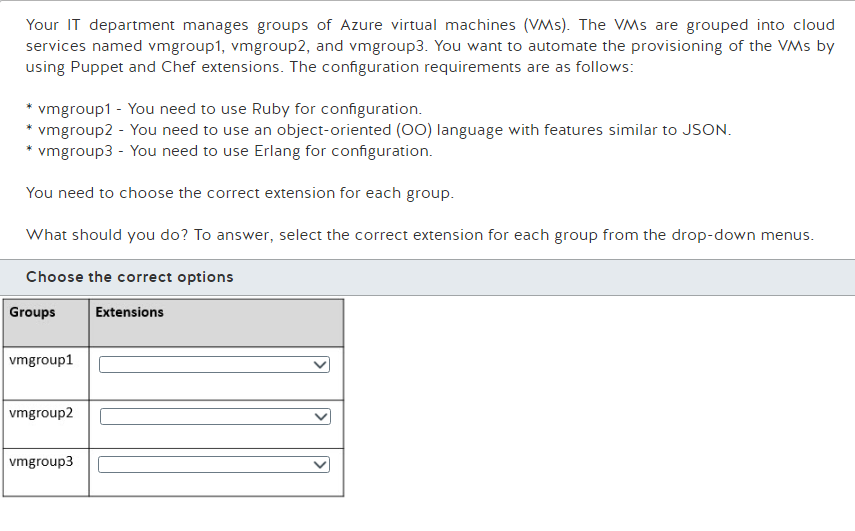 Your IT department manages groups of Azure virtual machines (VMs). The VMs are grouped into cloud
services named vmgroup1, vmgroup2, and vmgroup3. You want to automate the provisioning of the VMs by
using Puppet and Chef extensions. The configuration requirements are as follows:
* vmgroup1 - You need to use Ruby for configuration.
* vmgroup2 - You need to use an object-oriented (OO) language with features similar to JSON.
* vmgroup3 - You need to use Erlang for configuration.
You need to choose the correct extension for each group.
What should you do? To answer, select the correct extension for each group from the drop-down menus.
Choose the correct options
Groups Extensions
vmgroup1
vmgroup2
vmgroup3